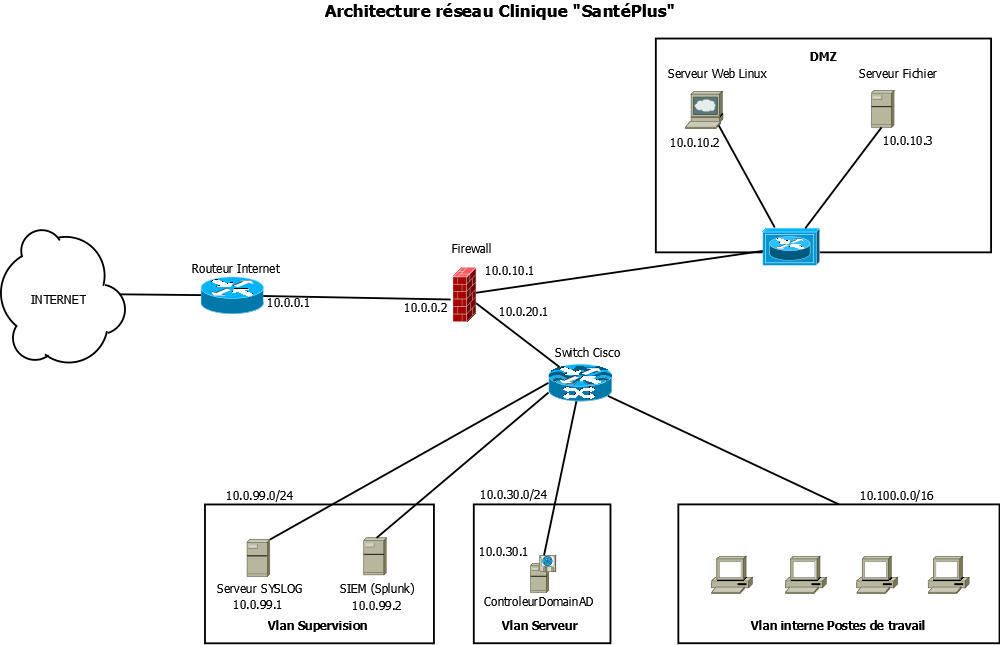 Architecture réseau Clinique "SantéPlus"
DMZ
Serveur Web Linux
Serveur Fichier
10.0.10.2
10.0.10.3
Firewall
Routeur Internet
10.0.10.1
INTERNET
10.0.0.1
10.0.0.2
10.0.20.1
Switch Cisco
10.0.99.0/24
10.0.30.0/24
10.100.0.0/16
10.0.30.1
Serveur SYSLOG
10.0.99.1
SIEM (Splunk)
10.0.99.2
ControleurDomainAD
Vlan Supervision
Vlan Serveur
Vlan interne Postes de travail